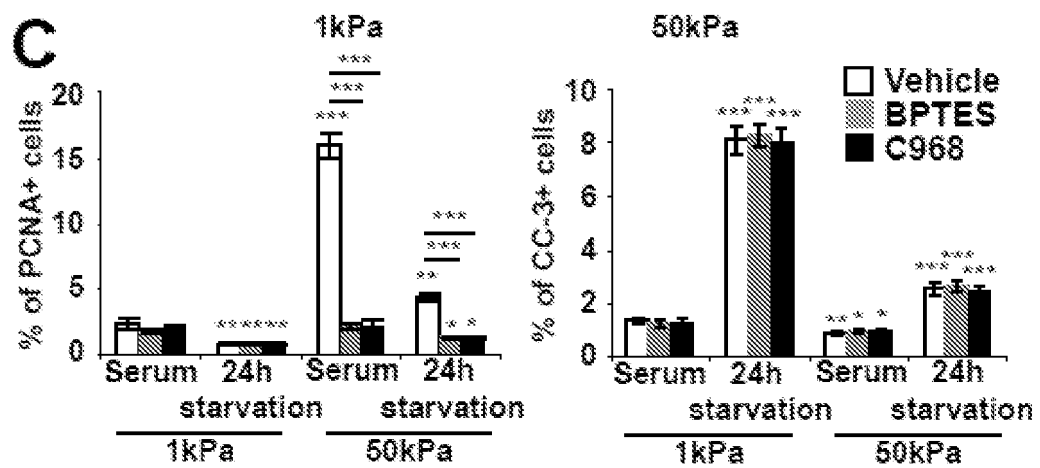 C
1kPa 50kPa
% of PCNA+ cells
20
15
10
5
0
***
***
***
***
***
**
* *
Serum 24h starvation Serum 24h starvation
1kPa 50kPa
% of CC-3+ cells
10
8
6
4
2
0
*** *** ***
** * *
*** *** ***
Serum 24h starvation Serum 24h starvation
1kPa 50kPa
Vehicle
BPTES
C968